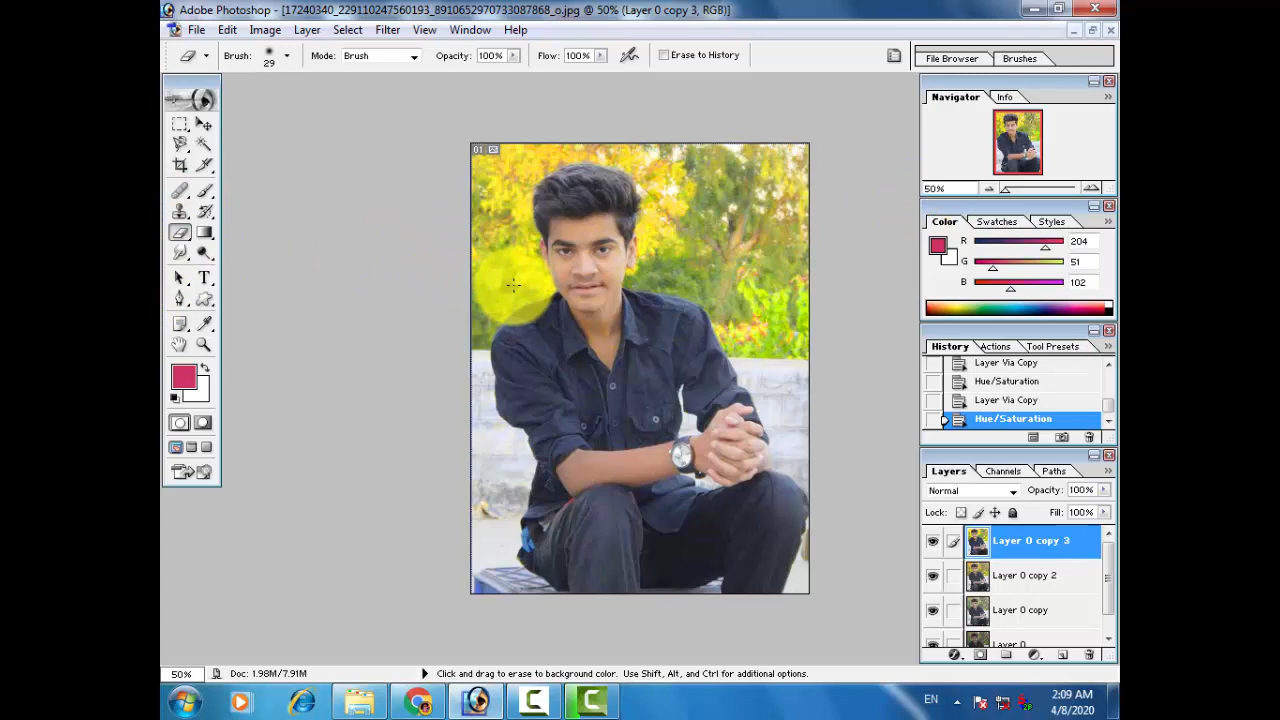 Adobe Photoshop - [17240340_229110247560193_8910652970733087868_o.jpg @ 50% (Layer 0 copy 3, RGB)]
File Edit Image Layer Select Filter View Window Help
Brush: 29 Mode: Brush Opacity: 100% Flow: 100% Erase to History File Browser Brushes
Navigator Info
50%
Color Swatches Styles
R 204
G 51
B 102
History Actions Tool Presets
Layer Via Copy
Hue/Saturation
Layer Via Copy
Hue/Saturation
Layers Channels Paths
Normal Opacity: 100%
Lock: Fill: 100%
Layer 0 copy 3
Layer 0 copy 2
Layer 0 copy
Layer 0
01
50% Doc: 1.98M/7.91M Click and drag to erase to background color. Use Shift, Alt, and Ctrl for additional options.
EN 2:09 AM
4/8/2020